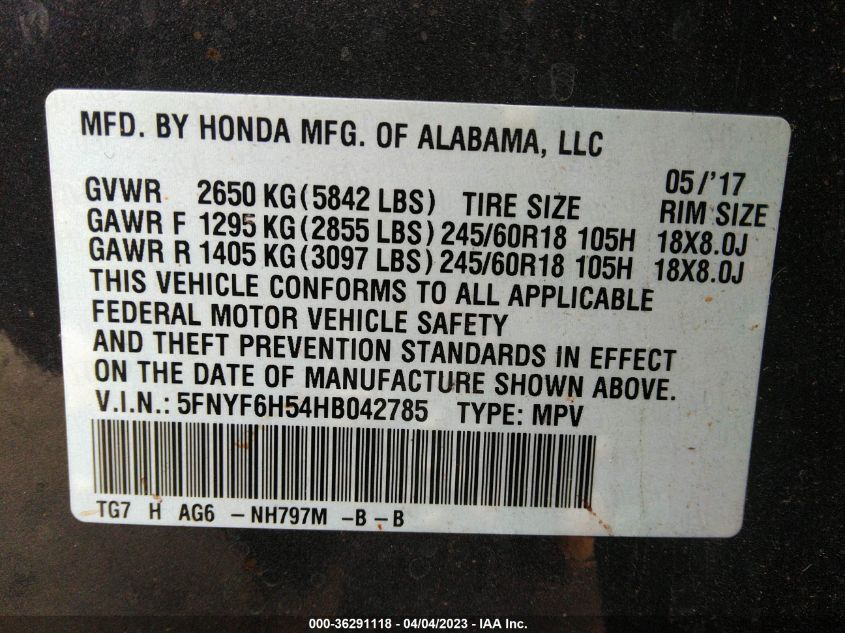 MFD. BY HONDA MFG. OF ALABAMA, LLC
05/'17
GVWR 2650 KG (5842 LBS) TIRE SIZE RIM SIZE
GAWR F 1295 KG (2855 LBS) 245/60R18 105H 18X8.0J
GAWR R 1405 KG (3097 LBS) 245/60R18 105H 18X8.0J
THIS VEHICLE CONFORMS TO ALL APPLICABLE
FEDERAL MOTOR VEHICLE SAFETY
AND THEFT PREVENTION STANDARDS IN EFFECT
ON THE DATE OF MANUFACTURE SHOWN ABOVE.
V.I.N.: 5FNYF6H54HB042785 TYPE: MPV
TG7 H AG6 -NH797M -B-B
000-36291118 - 04/04/2023 - IAA Inc.